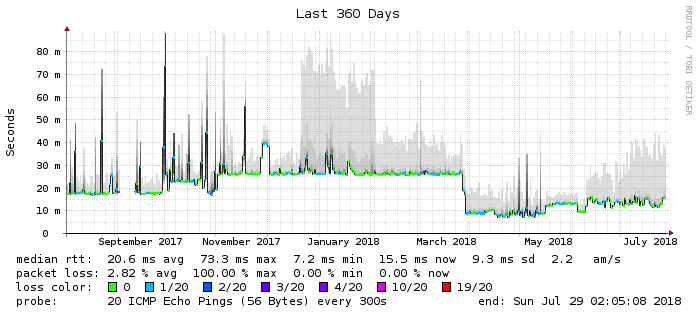 Last 360 Days
RRDTOOL / TOBI OETIKER
Seconds
80 m
70 m
60 m
50 m
40 m
30 m
20 m
10 m
0
September 2017 November 2017 January 2018 March 2018 May 2018 July 2018
median rtt: 20.6 ms avg 73.3 ms max 7.2 ms min 15.5 ms now 9.3 ms sd 2.2 am/s
packet loss: 2.82 % avg 100.00 % max 0.00 % min 0.00 % now
loss color: 0 1/20 2/20 3/20 4/20 10/20 19/20
probe: 20 ICMP Echo Pings (56 Bytes) every 300s end: Sun Jul 29 02:05:08 2018